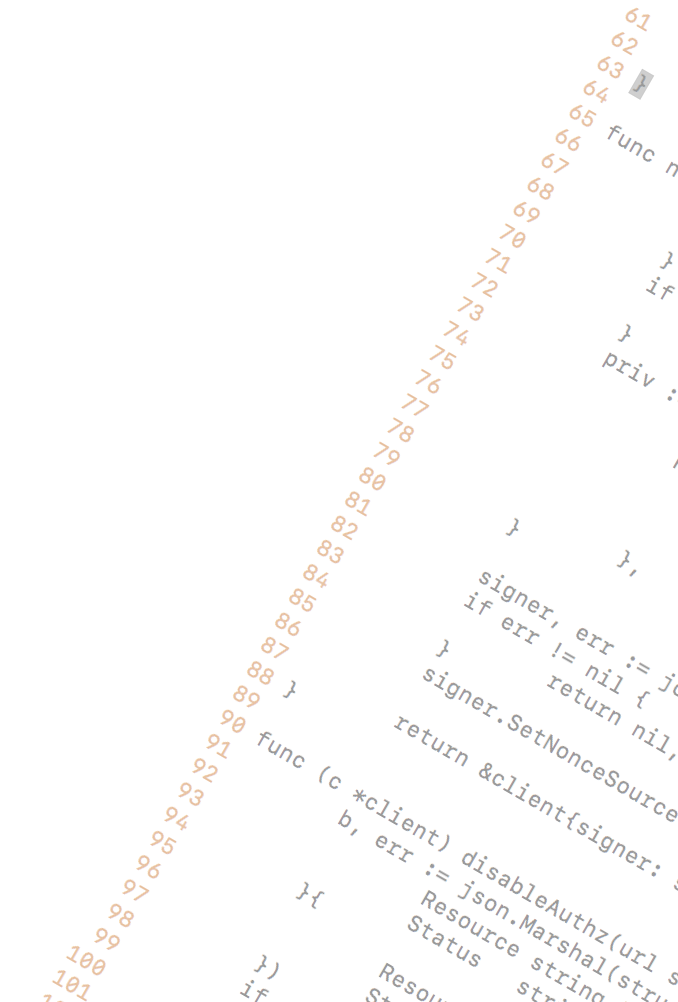 61
62
63 }
64
65 func
66
67
68 }
69 if
70
71 }
72 priv :
73
74
75
76
77
78 },
79 }
80
81 signer, err :=
82 if err != nil {
83 return nil,
84 }
85 signer.SetNonceSource
86
87 return &client{signer:
88 }
89
90 func (c *client) disableAuthz(url
91 b, err := json.Marshal(stru
92 Resource string
93 Status str
94 }{
95 Resou
96 St
97 })
98 if
99
100
101